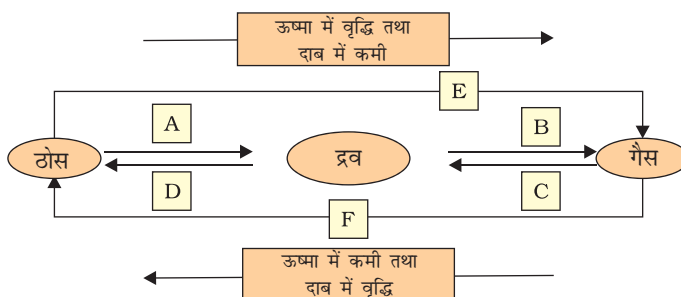 ऊष्मा में वृद्धि तथा
दाब में कमी
E
A
B
ठोस
द्रव
गैस
D
C
F
ऊष्मा में कमी तथा
दाब में वृद्धि